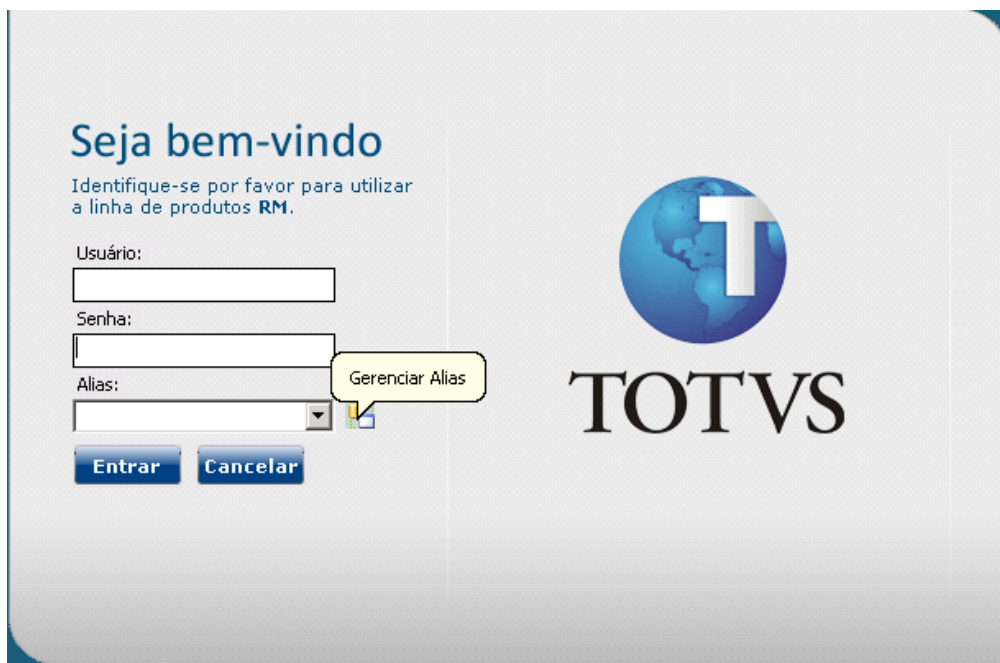 Seja bem-vindo
Identifique-se por favor para utilizar
a linha de produtos RM.
Usuário:
Senha:
Alias:
Gerenciar Alias
Entrar Cancelar
T
TOTVS